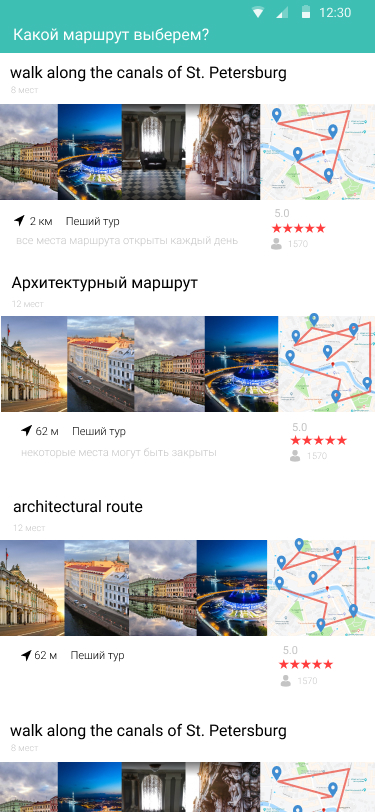 12:30
Какой маршрут выберем?
walk along the canals of St. Petersburg
8 мест
2 км Пеший тур
5.0
все места маршрута открыты каждый день
1570
Архитектурный маршрут
12 мест
62 м Пеший тур
5.0
некоторые места могут быть закрыты
1570
architectural route
12 мест
62 м Пеший тур
5.0
1570
walk along the canals of St. Petersburg
8 мест